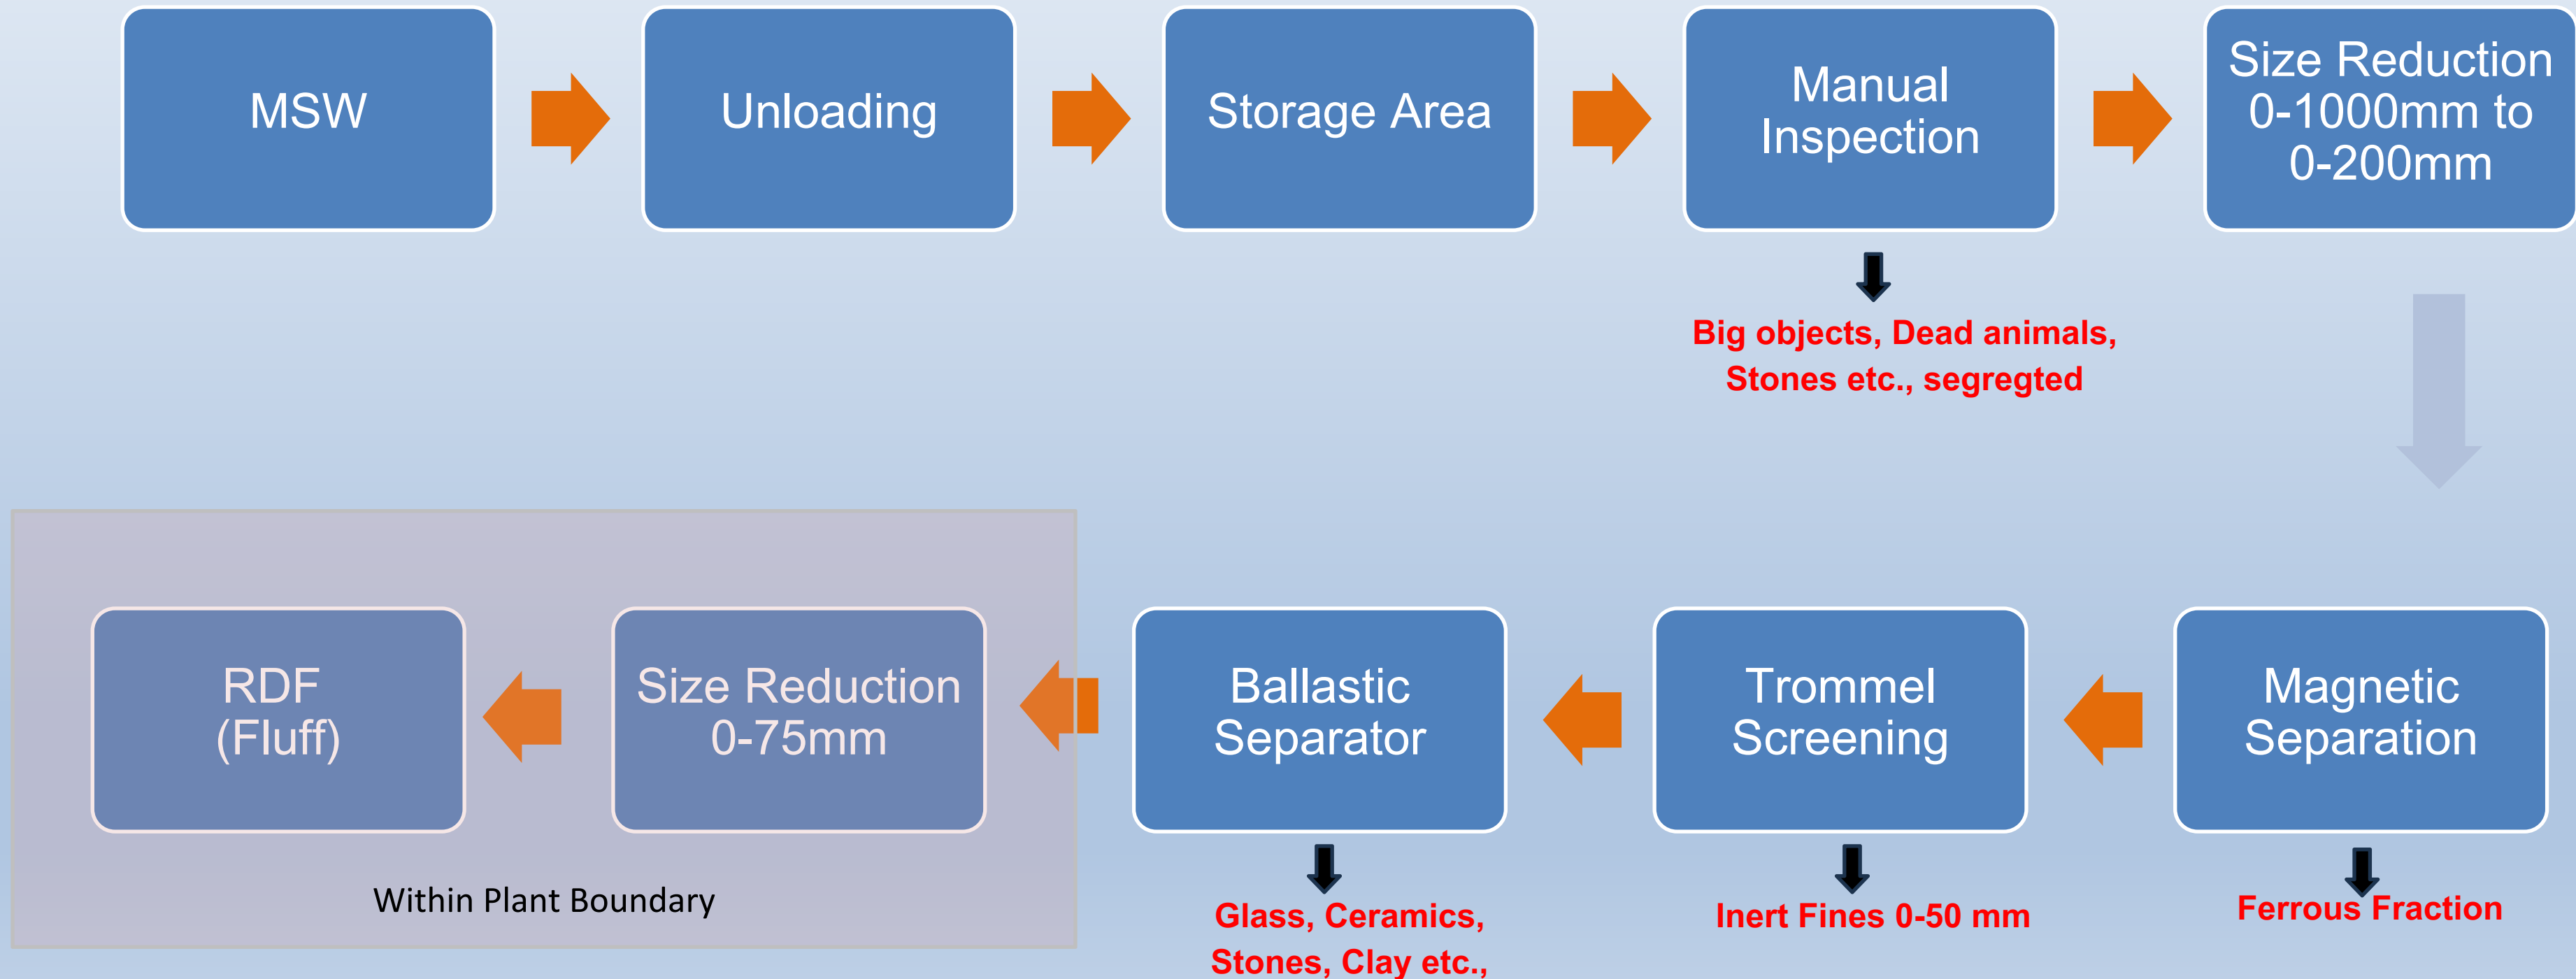 MSW
Unloading
Storage Area
Manual
Inspection
Size Reduction
0-1000mm to
0-200mm
Big objects, Dead animals,
Stones etc., segregted
RDF
(Fluff)
Size Reduction
0-75mm
Ballastic
Separator
Trommel
Screening
Magnetic
Separation
Within Plant Boundary
Glass, Ceramics,
Stones, Clay etc.,
Inert Fines 0-50 mm
Ferrous Fraction